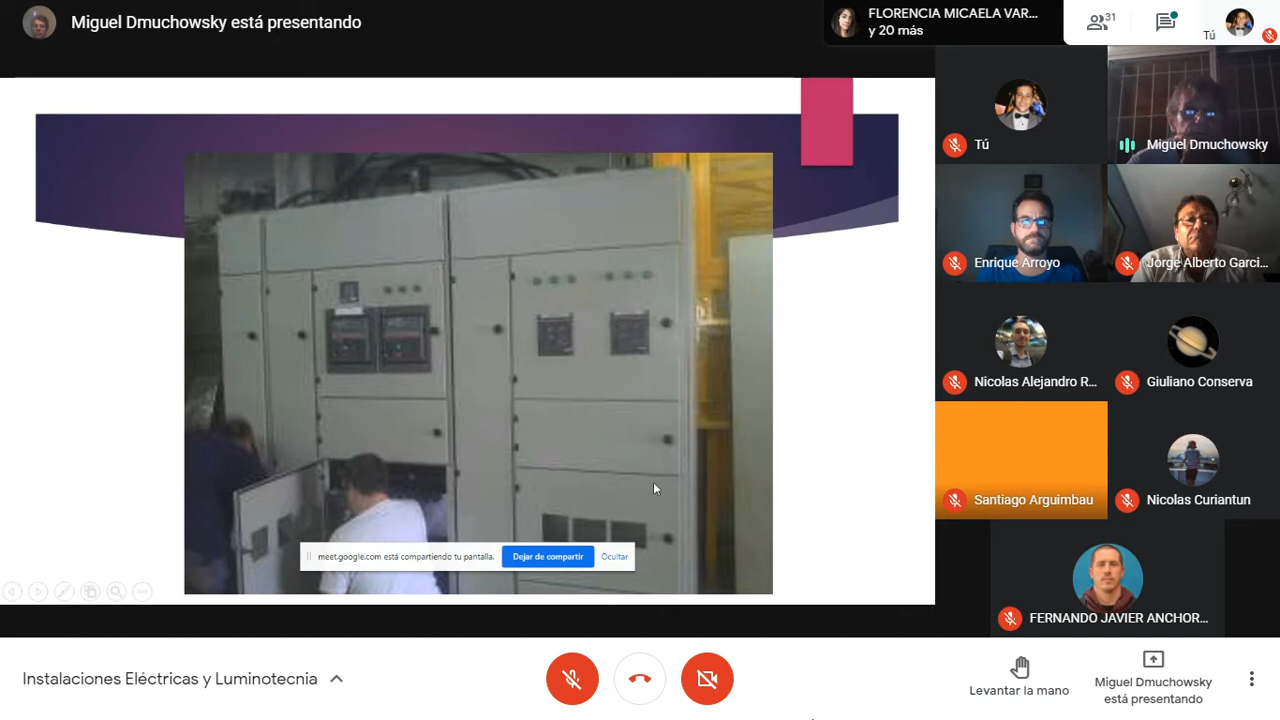 Miguel Dmuchowsky está presentando
FLORENCIA MICAELA VAR...
y 20 más
31
Tú
Tú
Miguel Dmuchowsky
Enrique Arroyo
Jorge Alberto Garci...
Nicolas Alejandro R...
Giuliano Conserva
Santiago Arguimbau
Nicolas Curiantun
FERNANDO JAVIER ANCHOR...
meet.google.com está compartiendo tu pantalla.
Dejar de compartir
Ocultar
Instalaciones Eléctricas y Luminotecnia
Levantar la mano
Miguel Dmuchowsky
está presentando